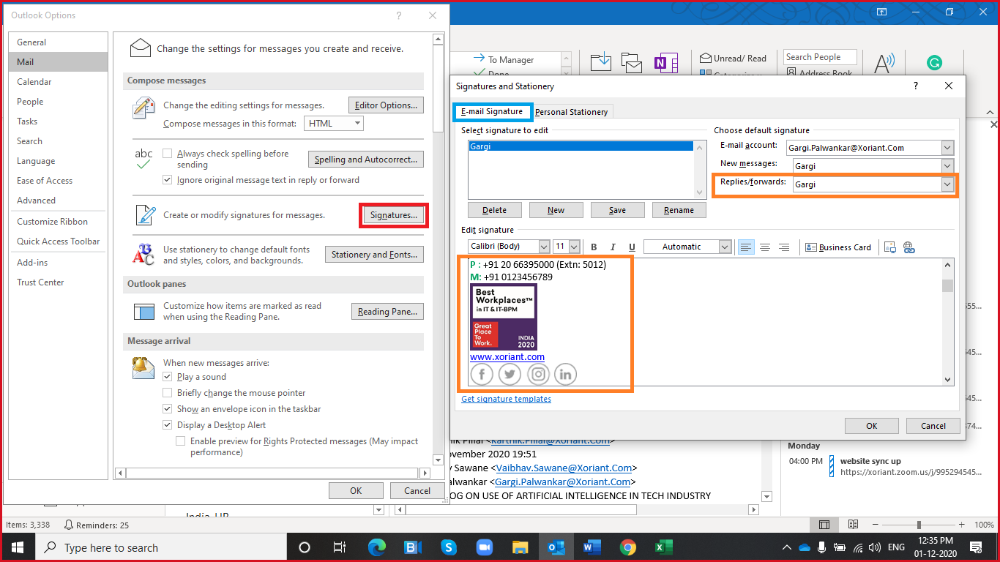 Outlook Options
?
General
Mail
Calendar
People
Tasks
Search
Language
Ease of Access
Advanced
Customize Ribbon
Quick Access Toolbar
Add-ins
Trust Center
Change the settings for messages you create and receive.
Compose messages
Change the editing settings for messages.
Editor Options...
Compose messages in this format:
HTML
abc
Always check spelling before
sending
Spelling and Autocorrect...
Ignore original message text in reply or forward
Create or modify signatures for messages.
Signatures...
Use stationery to change default fonts
and styles, colors, and backgrounds.
Stationery and Fonts...
Outlook panes
Customize how items are marked as read
when using the Reading Pane.
Reading Pane...
Message arrival
When new messages arrive:
Play a sound
Briefly change the mouse pointer
Show an envelope icon in the taskbar
Display a Desktop Alert
Enable preview for Rights Protected messages (May impact
performance)
OK
Cancel
To Manager
Done
Unread/ Read
Search People
Address Book
Signatures and Stationery
?
E-mail Signature
Personal Stationery
Select signature to edit
Gargi
Delete
New
Save
Rename
Choose default signature
E-mail account:
Gargi.Palwankar@Xoriant.Com
New messages:
Gargi
Replies/forwards:
Gargi
Edit signature
Calibri (Body)
11
B
I
U
Automatic
Business Card
P : +91 20 66395000 (Extn: 5012)
M: +91 0123456789
Best
Workplaces™
in IT & IT-BPM
Great
Place
To
Work.
INDIA
2020
www.xoriant.com
Get signature templates
OK
Cancel
555...
545...
545...
574...
Karthik.Pillai@Xoriant.Com>
November 2020 19:51
Sawane <Vaibhav.Sawane@Xoriant.Com>
alwankar <Gargi.Palwankar@Xoriant.Com>
OG ON USE OF ARTIFICIAL INTELLIGENCE IN TECH INDUSTRY
Monday
04:00 PM
website sync up
https://xoriant.zoom.us/j/995294545...
Items: 3,338
Reminders: 25
100%
Type here to search
ENG
12:35 PM
01-12-2020